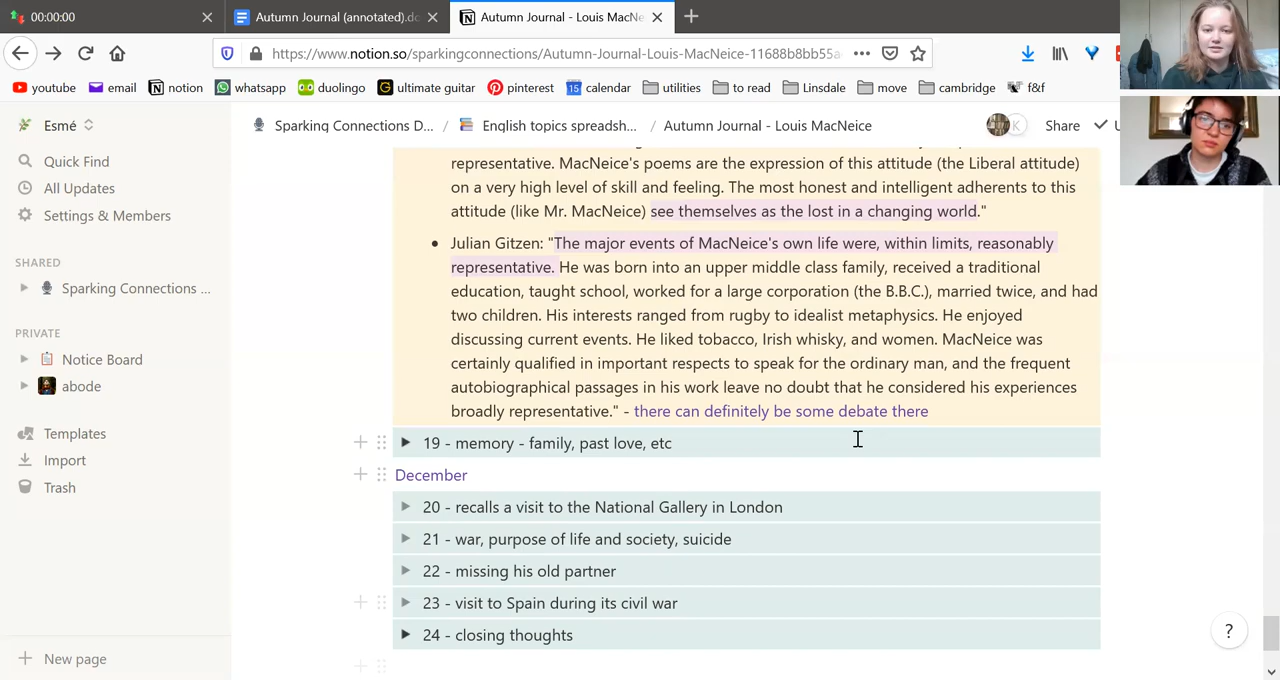 00:00:00
Autumn Journal (annotated).do
Autumn Journal - Louis MacNe
https://www.notion.so/sparkingconnections/Autumn-Journal-Louis-MacNeice-11688b8bb55a
youtube
email
notion
whatsapp
duolingo
ultimate guitar
pinterest
calendar
utilities
to read
Linsdale
move
cambridge
f&f
Esmé
Sparking Connections D... / English topics spreadsh... / Autumn Journal - Louis MacNeice
K
Share
U
Quick Find
All Updates
Settings & Members
SHARED
Sparking Connections ...
PRIVATE
Notice Board
abode
Templates
Import
Trash
New page
representative. MacNeice's poems are the expression of this attitude (the Liberal attitude)
on a very high level of skill and feeling. The most honest and intelligent adherents to this
attitude (like Mr. MacNeice) see themselves as the lost in a changing world."
Julian Gitzen: "The major events of MacNeice's own life were, within limits, reasonably
representative. He was born into an upper middle class family, received a traditional
education, taught school, worked for a large corporation (the B.B.C.), married twice, and had
two children. His interests ranged from rugby to idealist metaphysics. He enjoyed
discussing current events. He liked tobacco, Irish whisky, and women. MacNeice was
certainly qualified in important respects to speak for the ordinary man, and the frequent
autobiographical passages in his work leave no doubt that he considered his experiences
broadly representative." - there can definitely be some debate there
19 - memory - family, past love, etc
December
20 - recalls a visit to the National Gallery in London
21 - war, purpose of life and society, suicide
22 - missing his old partner
23 - visit to Spain during its civil war
24 - closing thoughts
?